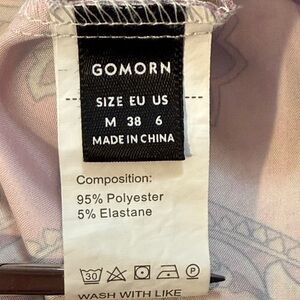 GOMORN
SIZE EU US
M 38 6
MADE IN CHINA
Composition:
95% Polyester
5% Elastane
30 P
WASH WITH LIKE